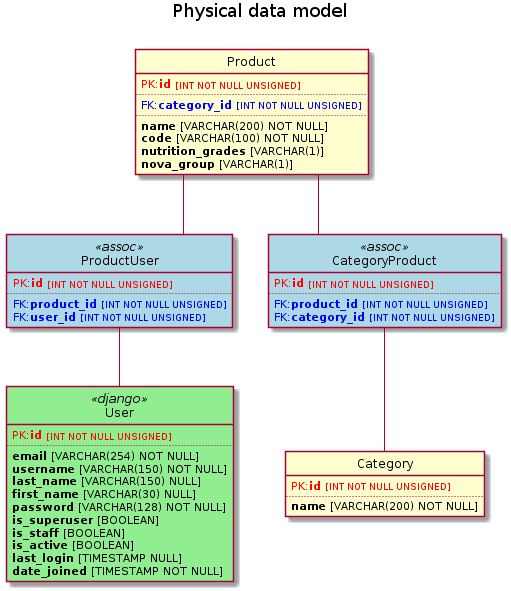 Physical data model
Product
PK:id [INT NOT NULL UNSIGNED]
FK:category_id [INT NOT NULL UNSIGNED]
name [VARCHAR(200) NOT NULL]
code [VARCHAR(100) NOT NULL]
nutrition_grades [VARCHAR(1)]
nova_group [VARCHAR(1)]
«assoc»
ProductUser
PK:id [INT NOT NULL UNSIGNED]
FK:product_id [INT NOT NULL UNSIGNED]
FK:user_id [INT NOT NULL UNSIGNED]
«assoc»
CategoryProduct
PK:id [INT NOT NULL UNSIGNED]
FK:product_id [INT NOT NULL UNSIGNED]
FK:category_id [INT NOT NULL UNSIGNED]
«django»
User
PK:id [INT NOT NULL UNSIGNED]
email [VARCHAR(254) NOT NULL]
username [VARCHAR(150) NOT NULL]
last_name [VARCHAR(150) NULL]
first_name [VARCHAR(30) NULL]
password [VARCHAR(128) NOT NULL]
is_superuser [BOOLEAN]
is_staff [BOOLEAN]
is_active [BOOLEAN]
last_login [TIMESTAMP NULL]
date_joined [TIMESTAMP NOT NULL]
Category
PK:id [INT NOT NULL UNSIGNED]
name [VARCHAR(200) NOT NULL]